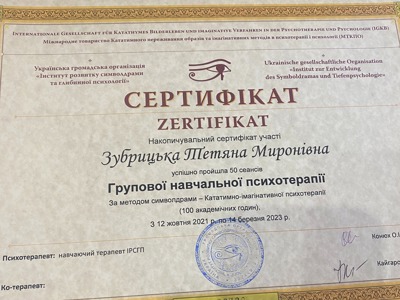 Internationale Gesellschaft für Katathymes Bilderleben und imaginative Verfahren in der Psychotherapie und Psychologie (IGKB)
Міжнародне товариство Кататимного переживання образів та імагінативних методів в психотерапії і психології (МТКПО)
Українська громадська організація
«Інститут розвитку символдрами
та глибинної психології»
Ukrainische gesellschaftliche Organisation
«Institut zur Entwicklung
des Symboldramas und Tiefenpsychologie»
СЕРТИФІКАТ
ZERTIFIKAT
Накопичувальний сертифікат участі
Зубрицька Тетяна Миронівна
успішно пройшла 50 сеансів
Групової навчальної психотерапії
За методом символдрами – Кататимно-імагінативної психотерапії
(100 академічних годин).
З 12 жовтня 2021 р. по 14 березня 2023 р.
Психотерапевт: навчаючий терапевт ІРСГП
Конюх О.
Ко-терапевт:
Кайгаро